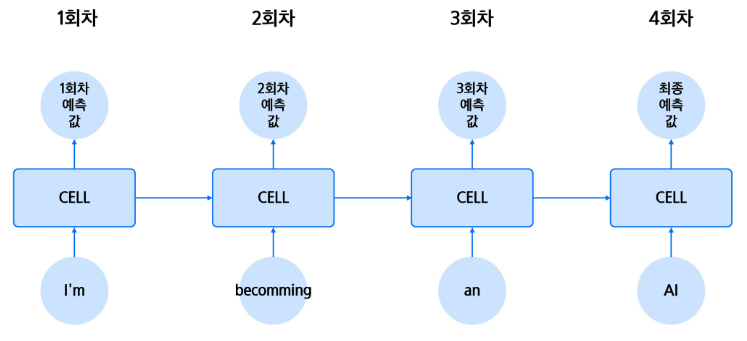 1회차 2회차 3회차 4회차
1회차 예측 값
2회차 예측 값
3회차 예측 값
최종 예측 값
CELL CELL CELL CELL
I'm becomming an AI